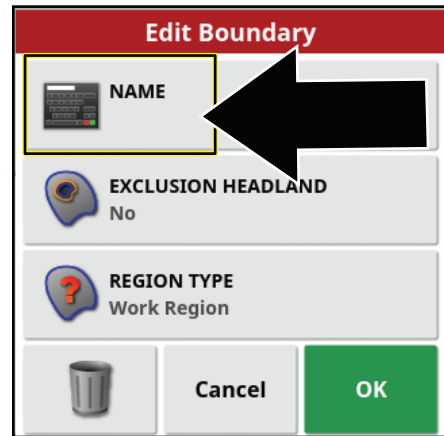 Edit Boundary
NAME
EXCLUSION HEADLAND
No
REGION TYPE
Work Region
Cancel
OK